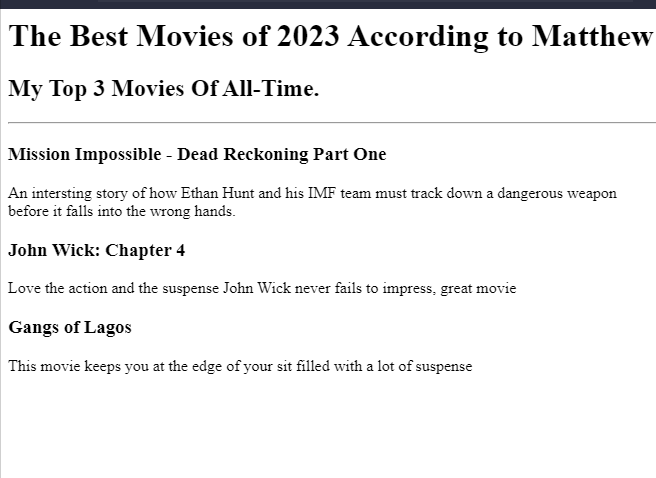 The Best Movies of 2023 According to Matthew
My Top 3 Movies Of All-Time.
Mission Impossible - Dead Reckoning Part One
An intersting story of how Ethan Hunt and his IMF team must track down a dangerous weapon
before it falls into the wrong hands.
John Wick: Chapter 4
Love the action and the suspense John Wick never fails to impress, great movie
Gangs of Lagos
This movie keeps you at the edge of your sit filled with a lot of suspense